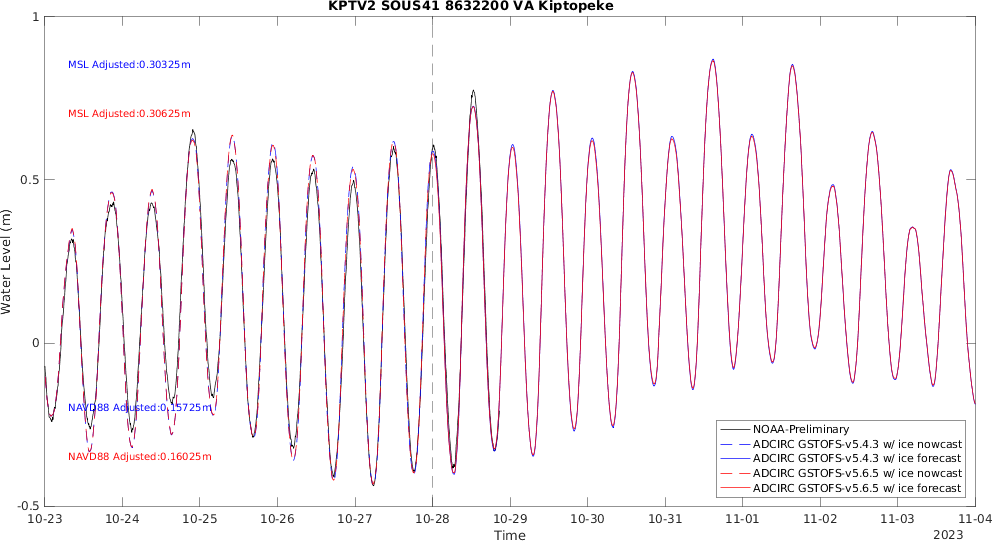 KPTV2 SOUS41 8632200 VA Kiptopeke
1
0.5
0
-0.5
Water Level (m)
MSL Adjusted:0.30325m
MSL Adjusted:0.30625m
NAVD88 Adjusted:0.15725m
NAVD88 Adjusted:0.16025m
NOAA-Preliminary
ADCIRC GSTOFS-v5.4.3 w/ ice nowcast
ADCIRC GSTOFS-v5.4.3 w/ ice forecast
ADCIRC GSTOFS-v5.6.5 w/ ice nowcast
ADCIRC GSTOFS-v5.6.5 w/ ice forecast
10-23 10-24 10-25 10-26 10-27 10-28 10-29 10-30 10-31 11-01 11-02 11-03 11-04
Time
2023